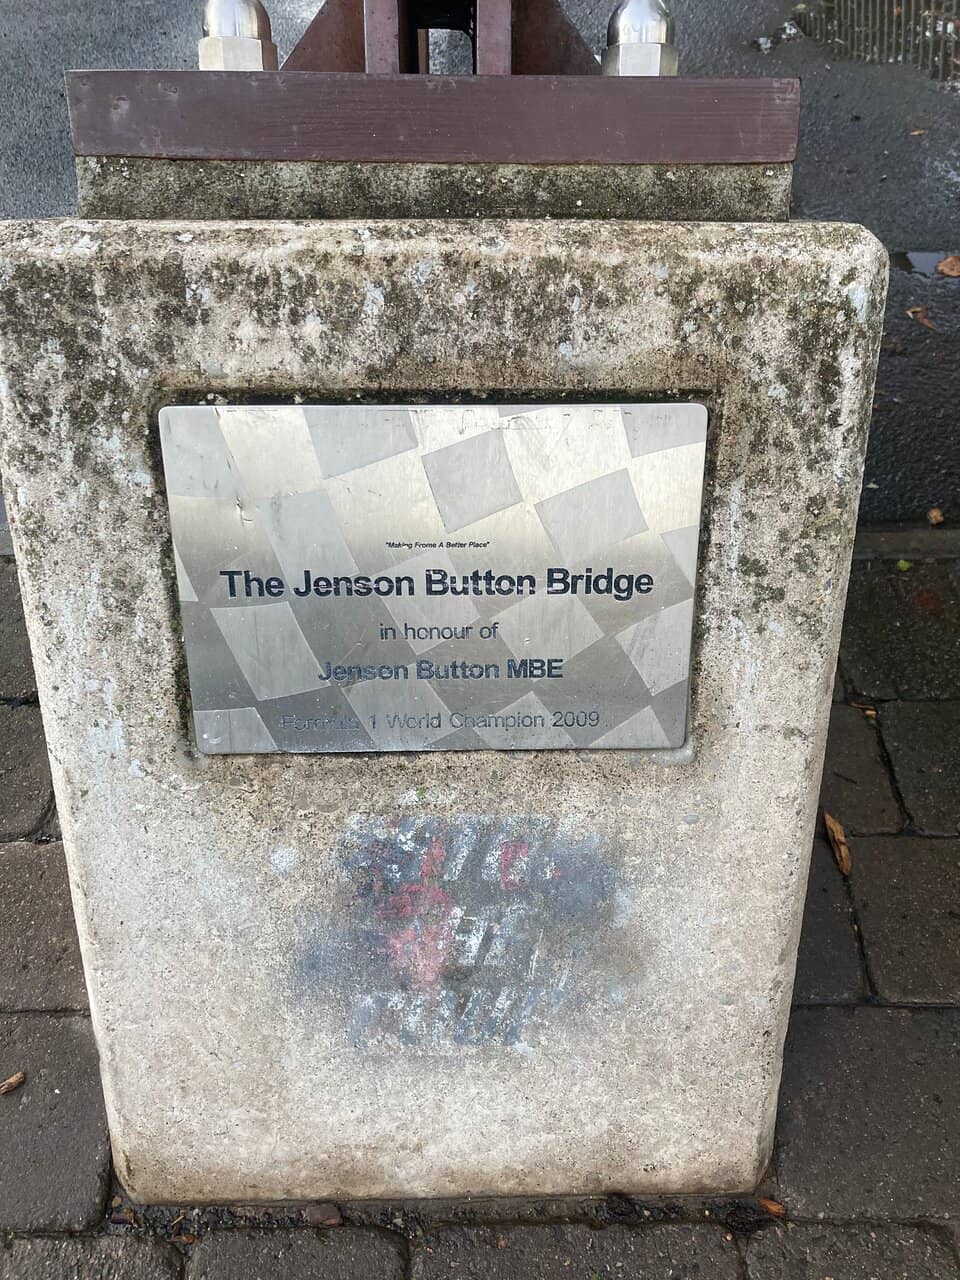 "Making Frome A Better Place"
The Jenson Button Bridge
in honour of
Jenson Button MBE
Formula 1 World Champion 2009